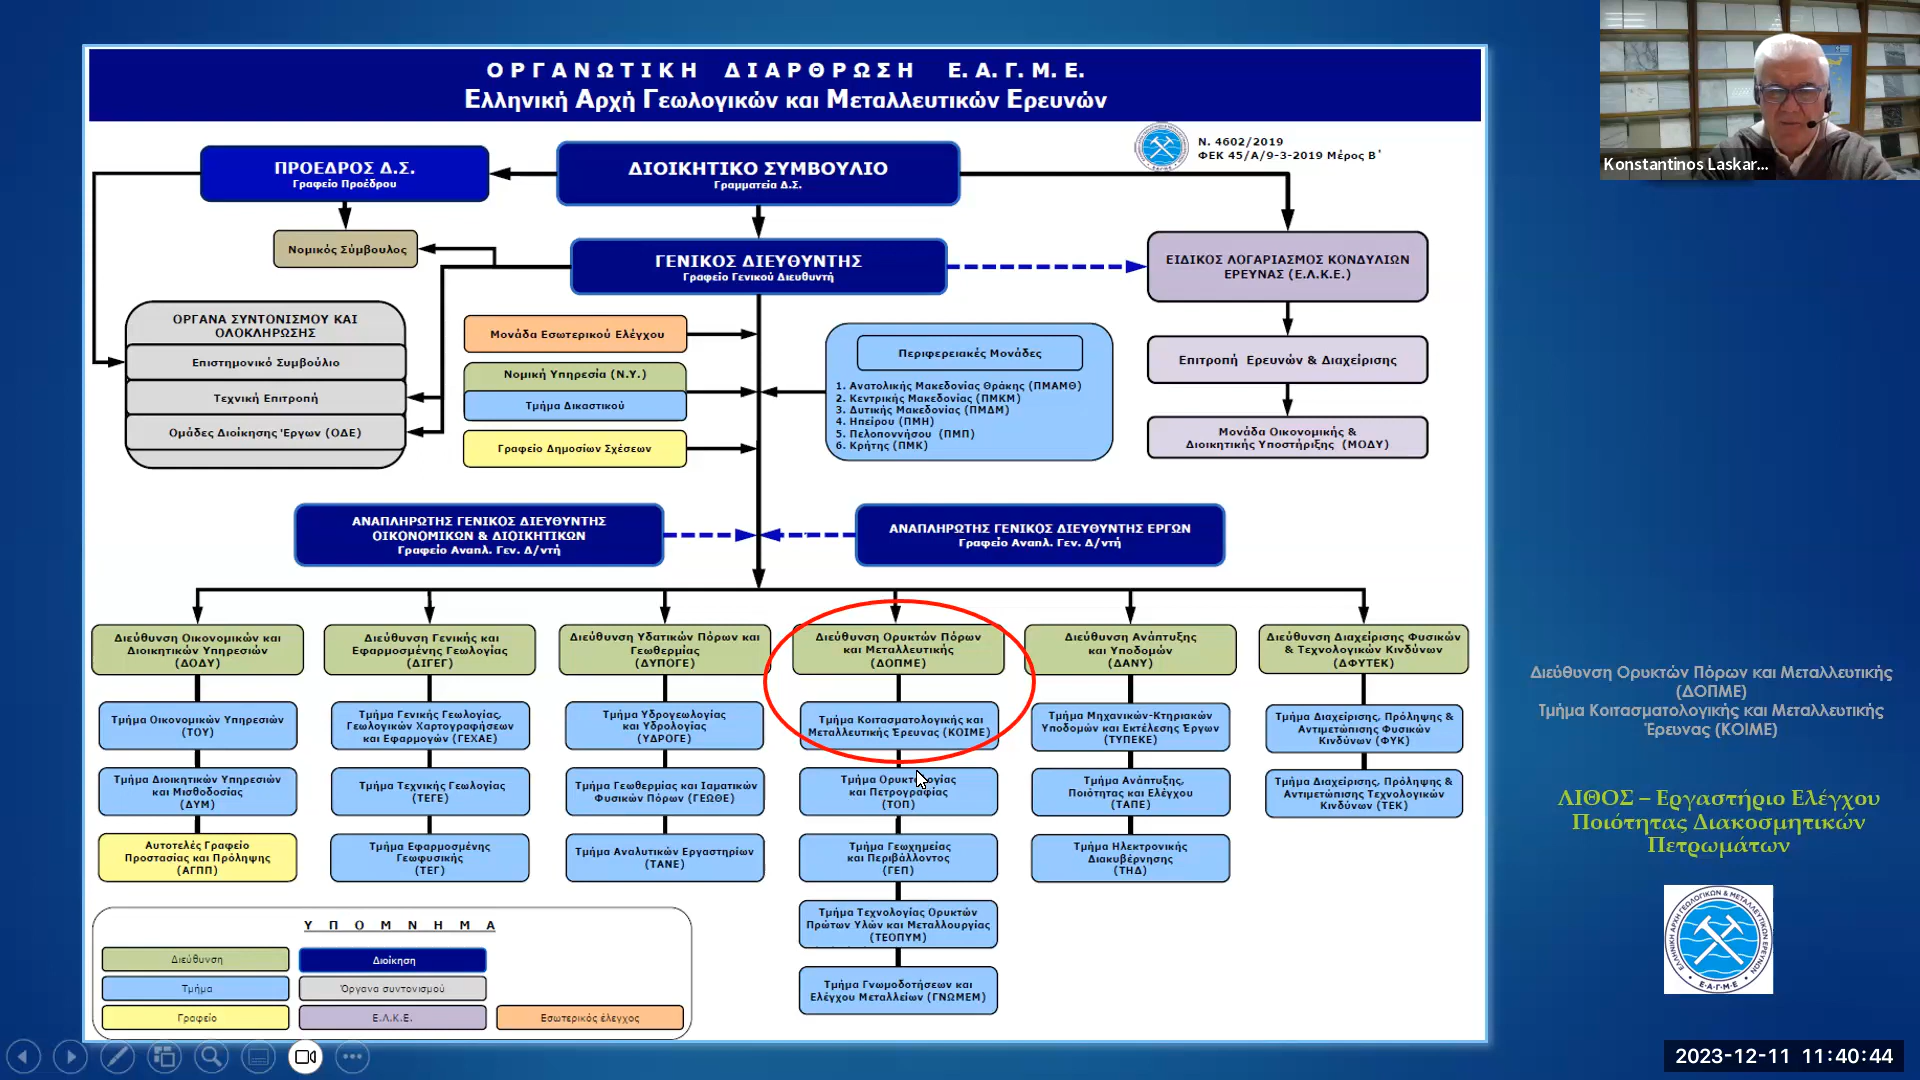 ΟΡΓΑΝΩΤΙΚΗ ΔΙΑΡΘΡΩΣΗ Ε.Α.Γ.Μ.Ε.
Ελληνική Αρχή Γεωλογικών και Μεταλλευτικών Ερευνών
Ν. 4602/2019
ΦΕΚ 45/Α/9-3-2019 Μέρος Β'
ΠΡΟΕΔΡΟΣ Δ.Σ.
Γραφείο Προέδρου
ΔΙΟΙΚΗΤΙΚΟ ΣΥΜΒΟΥΛΙΟ
Γραμματεία Δ.Σ.
Νομικός Σύμβουλος
ΓΕΝΙΚΟΣ ΔΙΕΥΘΥΝΤΗΣ
Γραφείο Γενικού Διευθυντή
ΕΙΔΙΚΟΣ ΛΟΓΑΡΙΑΣΜΟΣ ΚΟΝΔΥΛΙΩΝ
ΕΡΕΥΝΑΣ (Ε.Λ.Κ.Ε.)
ΟΡΓΑΝΑ ΣΥΝΤΟΝΙΣΜΟΥ ΚΑΙ
ΟΛΟΚΛΗΡΩΣΗΣ
Επιστημονικό Συμβούλιο
Τεχνική Επιτροπή
Ομάδες Διοίκησης Έργων (ΟΔΕ)
Μονάδα Εσωτερικού Ελέγχου
Νομική Υπηρεσία (Ν.Υ.)
Τμήμα Δικαστικού
Γραφείο Δημοσίων Σχέσεων
Περιφερειακές Μονάδες
1. Ανατολικής Μακεδονίας Θράκης (ΠΜΑΜΘ)
2. Κεντρικής Μακεδονίας (ΠΜΚΜ)
3. Δυτικής Μακεδονίας (ΠΜΔΜ)
4. Ηπείρου (ΠΜΗ)
5. Πελοποννήσου (ΠΜΠ)
6. Κρήτης (ΠΜΚ)
Επιτροπή Ερευνών & Διαχείρισης
Μονάδα Οικονομικής &
Διοικητικής Υποστήριξης (ΜΟΔΥ)
ΑΝΑΠΛΗΡΩΤΗΣ ΓΕΝΙΚΟΣ ΔΙΕΥΘΥΝΤΗΣ
ΟΙΚΟΝΟΜΙΚΩΝ & ΔΙΟΙΚΗΤΙΚΩΝ
Γραφείο Αναπλ. Γεν. Δ/ντή
ΑΝΑΠΛΗΡΩΤΗΣ ΓΕΝΙΚΟΣ ΔΙΕΥΘΥΝΤΗΣ ΕΡΓΩΝ
Γραφείο Αναπλ. Γεν. Δ/ντή
Διεύθυνση Οικονομικών και
Διοικητικών Υπηρεσιών
(ΔΟΔΥ)
Τμήμα Οικονομικών Υπηρεσιών
(ΤΟΥ)
Τμήμα Διοικητικών Υπηρεσιών
και Μισθοδοσίας
(ΔΥΜ)
Αυτοτελές Γραφείο
Προστασίας και Πρόληψης
(ΑΓΠΠ)
Διεύθυνση Γενικής και
Εφαρμοσμένης Γεωλογίας
(ΔΙΓΕΓ)
Τμήμα Γενικής Γεωλογίας,
Γεωλογικών Χαρτογραφήσεων
και Εφαρμογών (ΓΕΧΑΕ)
Τμήμα Τεχνικής Γεωλογίας
(ΤΕΓΕ)
Τμήμα Εφαρμοσμένης
Γεωφυσικής
(ΤΕΓ)
Διεύθυνση Υδατικών Πόρων και
Γεωθερμίας
(ΔΥΠΟΓΕ)
Τμήμα Υδρογεωλογίας
και Υδρολογίας
(ΥΔΡΟΓΕ)
Τμήμα Γεωθερμίας και Ιαματικών
Φυσικών Πόρων (ΓΕΩΘΕ)
Τμήμα Αναλυτικών Εργαστηρίων
(ΤΑΝΕ)
Διεύθυνση Ορυκτών Πόρων
και Μεταλλευτικής
(ΔΟΠΜΕ)
Τμήμα Κοιτασματολογικής και
Μεταλλευτικής Έρευνας (ΚΟΙΜΕ)
Τμήμα Ορυκτολογίας
και Πετρογραφίας
(ΤΟΠ)
Τμήμα Γεωχημείας
και Περιβάλλοντος
(ΓΕΠ)
Τμήμα Τεχνολογίας Ορυκτών
Πρώτων Υλών και Μεταλλουργίας
(ΤΕΟΠΥΜ)
Τμήμα Γνωμοδοτήσεων και
Ελέγχου Μεταλλείων (ΓΝΩΜΕΜ)
Διεύθυνση Ανάπτυξης
και Υποδομών
(ΔΑΝΥ)
Τμήμα Μηχανικών-Κτηριακών
Υποδομών και Εκτέλεσης Έργων
(ΤΥΠΕΚΕ)
Τμήμα Ανάπτυξης,
Ποιότητας και Ελέγχου
(ΤΑΠΕ)
Τμήμα Ηλεκτρονικής
Διακυβέρνησης
(ΤΗΔ)
Διεύθυνση Διαχείρισης Φυσικών
& Τεχνολογικών Κινδύνων
(ΔΦΥΤΕΚ)
Τμήμα Διαχείρισης, Πρόληψης &
Αντιμετώπισης Φυσικών
Κινδύνων (ΦΥΚ)
Τμήμα Διαχείρισης, Πρόληψης &
Αντιμετώπισης Τεχνολογικών
Κινδύνων (ΤΕΚ)
ΥΠΟΜΝΗΜΑ
Διεύθυνση
Διοίκηση
Τμήμα
Όργανα συντονισμού
Γραφείο
Ε.Λ.Κ.Ε.
Εσωτερικός έλεγχος
Konstantinos Laskar...
Διεύθυνση Ορυκτών Πόρων και Μεταλλευτικής
(ΔΟΠΜΕ)
Τμήμα Κοιτασματολογικής και Μεταλλευτικής
Έρευνας (ΚΟΙΜΕ)
ΛΙΘΟΣ – Εργαστήριο Ελέγχου
Ποιότητας Διακοσμητικών
Πετρωμάτων
ΕΛΛΗΝΙΚΗ ΑΡΧΗ ΓΕΩΛΟΓΙΚΩΝ & ΜΕΤΑΛΛΕΥΤΙΚΩΝ ΕΡΕΥΝΩΝ
Ε.Α.Γ.Μ.Ε
2023-12-11 11:40:44